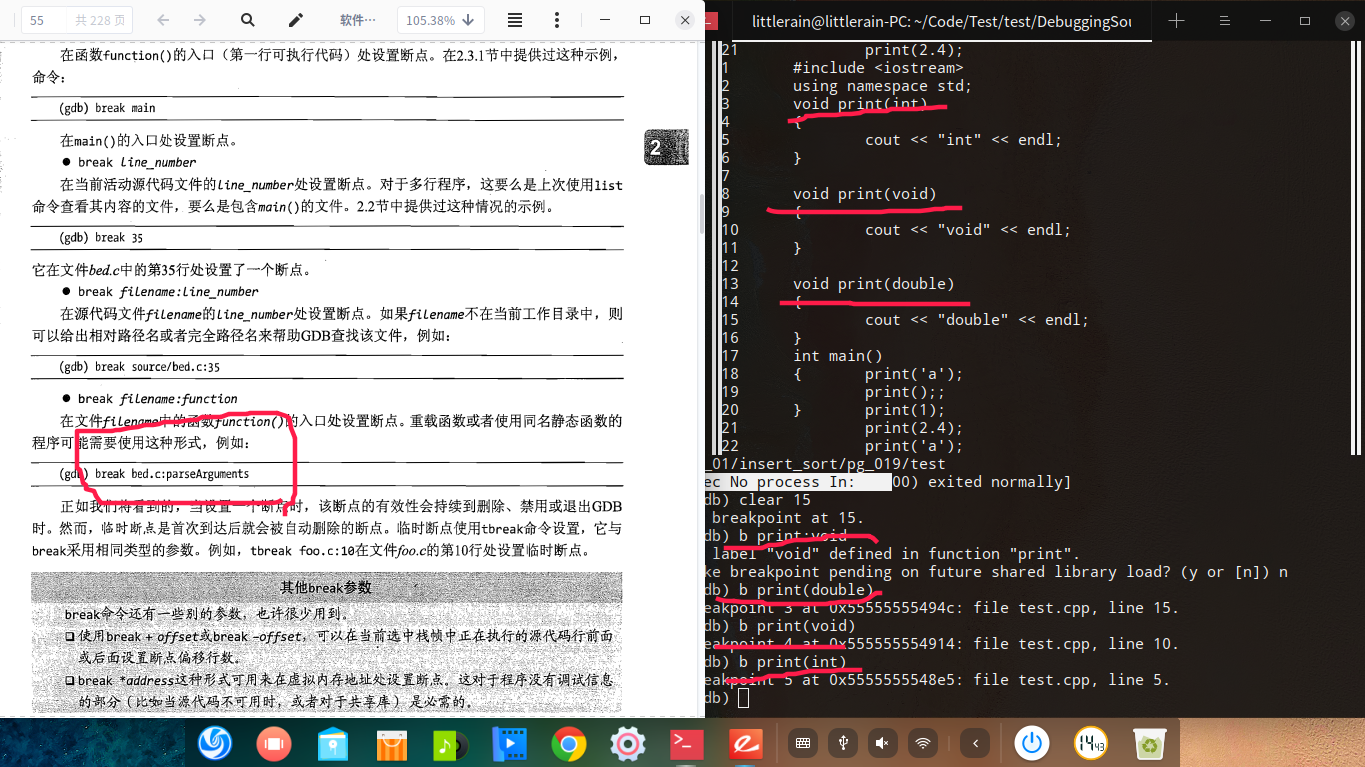 55
共 228 页
软件…
105.38%
在函数function()的入口（第一行可执行代码）处设置断点。在2.3.1节中提供过这种示例，
命令：
(gdb) break main
在main()的入口处设置断点。
● break line_number
在当前活动源代码文件的line_number处设置断点。对于多行程序，这要么是上次使用list
命令查看其内容的文件，要么是包含main()的文件。2.2节中提供过这种情况的示例。
(gdb) break 35
它在文件bed.c中的第35行处设置了一个断点。
● break filename:line_number
在源代码文件filename的line_number处设置断点。如果filename不在当前工作目录中，则
可以给出相对路径名或者完全路径名来帮助GDB查找该文件，例如：
(gdb) break source/bed.c:35
● break filename:function
在文件filename中的函数function()的入口处设置断点。重载函数或者使用同名静态函数的
程序可能需要使用这种形式，例如：
(gdb) break bed.c:parseArguments
正如我们将看到的，当设置一个断点时，该断点的有效性会持续到删除、禁用或退出GDB
时。然而，临时断点是首次到达后就会被自动删除的断点。临时断点使用tbreak命令设置，它与
break采用相同类型的参数。例如，tbreak foo.c:10在文件foo.c的第10行处设置临时断点。
其他break参数
break命令还有一些别的参数，也许很少用到。
❑ 使用break + offset或break -offset，可以在当前选中栈帧中正在执行的源代码行前面
或后面设置断点偏移行数。
❑ break *address这种形式可用来在虚拟内存地址处设置断点。这对于程序没有调试信息
的部分（比如当源代码不可用时，或者对于共享库）是必需的。
2
littlerain@littlerain-PC: ~/Code/Test/test/DebuggingSou
21 print(2.4);
1 #include <iostream>
2 using namespace std;
3 void print(int)
4 {
5 cout << "int" << endl;
6 }
7
8 void print(void)
9 {
10 cout << "void" << endl;
11 }
12
13 void print(double)
14 {
15 cout << "double" << endl;
16 }
17 int main()
18 { print('a');
19 print();;
20 } print(1);
21 print(2.4);
22 print('a');
_01/insert_sort/pg_019/test
ec No process In: 00) exited normally]
db) clear 15
breakpoint at 15.
db) b print:void
label "void" defined in function "print".
ke breakpoint pending on future shared library load? (y or [n]) n
db) b print(double)
eakpoint 3 at 0x55555555494c: file test.cpp, line 15.
db) b print(void)
eakpoint 4 at 0x555555554914: file test.cpp, line 10.
db) b print(int)
eakpoint 5 at 0x5555555548e5: file test.cpp, line 5.
db)
14 43